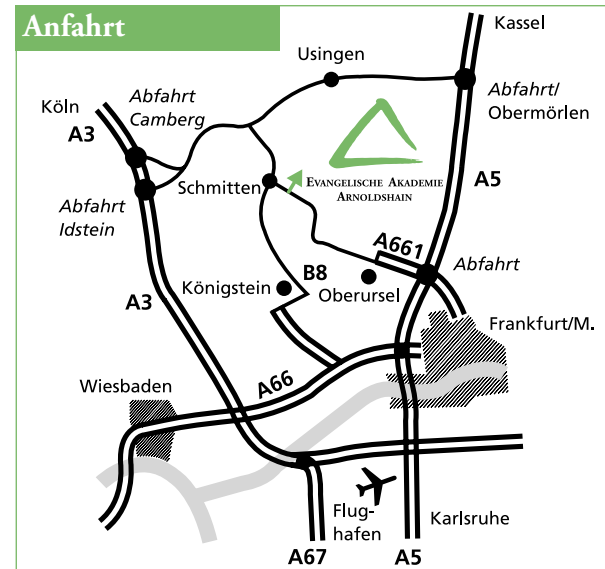 Anfahrt
Kassel
Usingen
Köln
Abfahrt
Camberg
Abfahrt/
Obermörlen
A3
Schmitten
EVANGELISCHE AKADEMIE
ARNOLDSHAIN
A5
Abfahrt
Idstein
A661
A3
Königstein
B8
Oberursel
Abfahrt
Frankfurt/M.
Wiesbaden
A66
Flug-
hafen
Karlsruhe
A67
A5